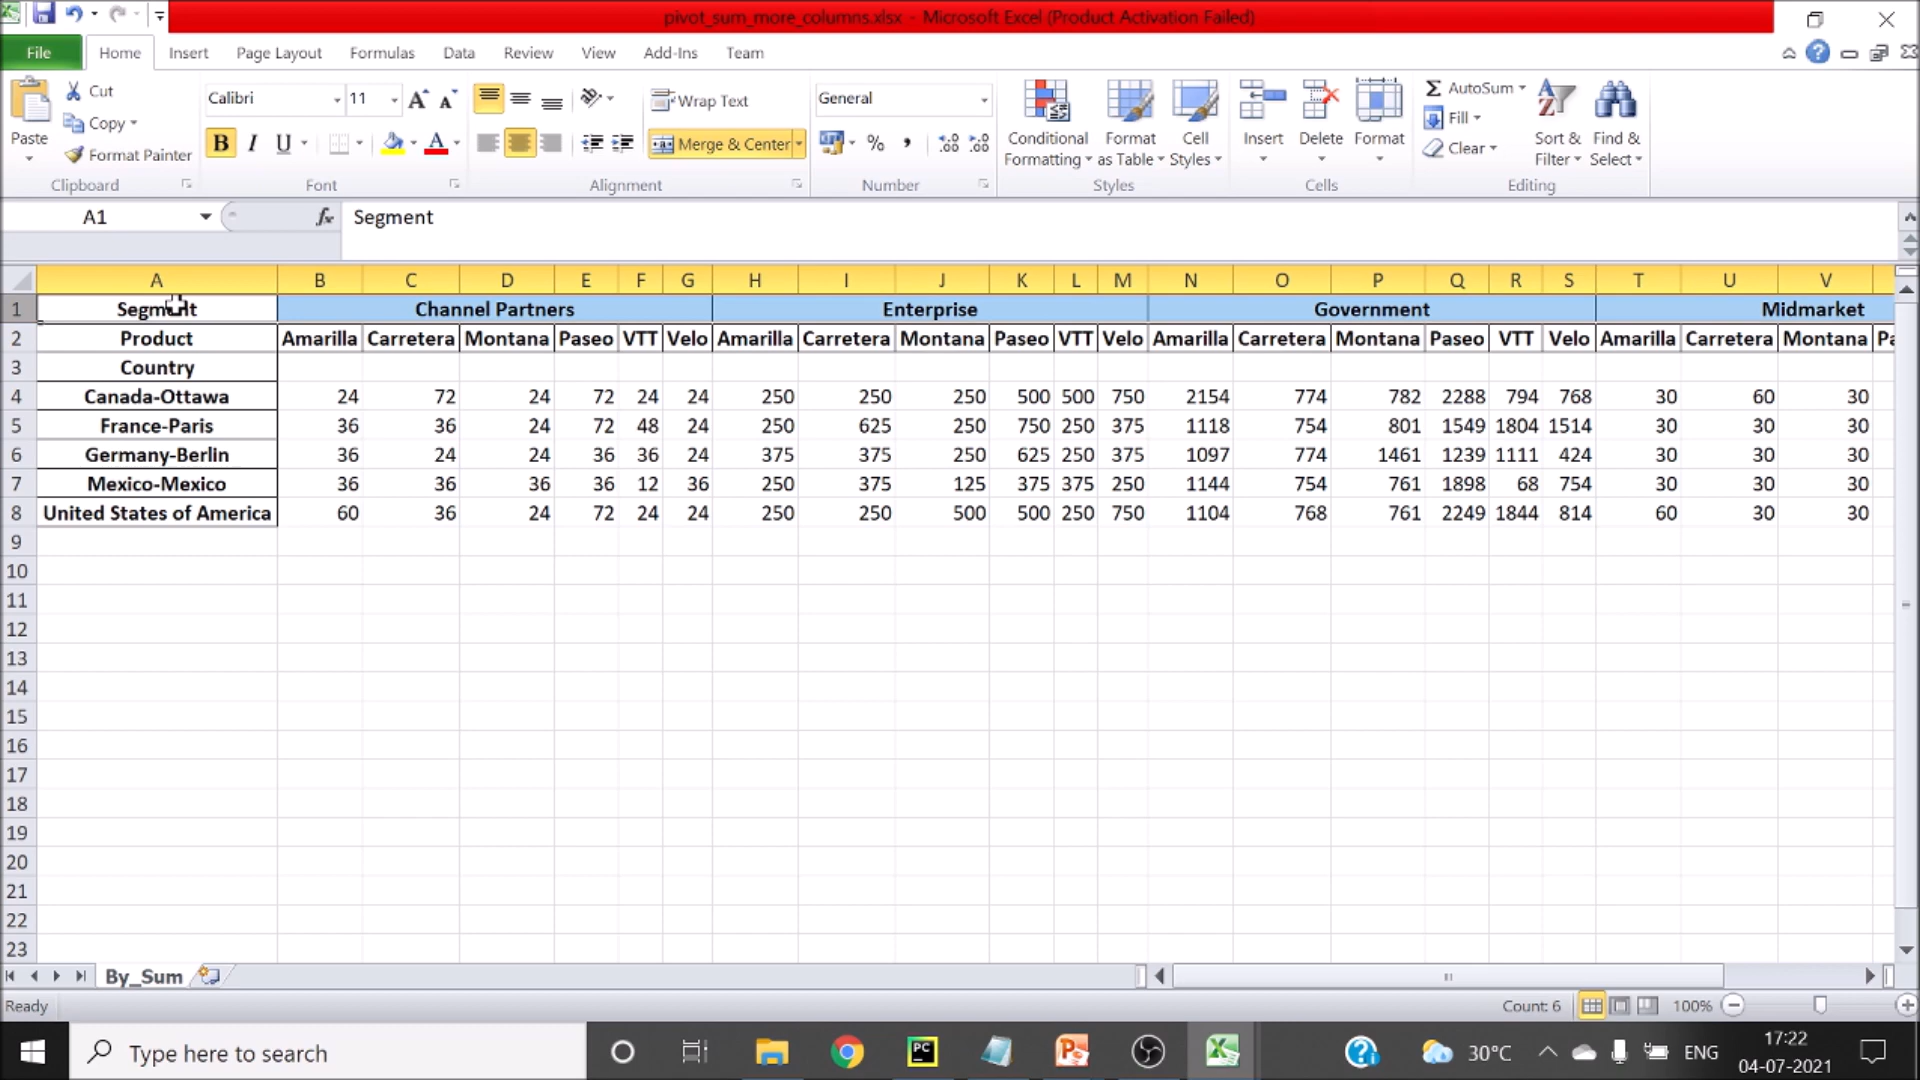 pivot_sum_more_columns.xlsx - Microsoft Excel (Product Activation Failed)
File Home Insert Page Layout Formulas Data Review View Add-Ins Team
Paste Cut Copy Format Painter Clipboard
Calibri 11 B I U Font
Wrap Text Merge & Center Alignment
General % , Number
Conditional Formatting Format as Table Cell Styles Styles
Insert Delete Format Cells
Σ AutoSum Fill Clear Sort & Filter Find & Select Editing
A1 fx Segment
A B C D E F G H I J K L M N O P Q R S T U V
1 Segment Channel Partners Enterprise Government Midmarket
2 Product Amarilla Carretera Montana Paseo VTT Velo Amarilla Carretera Montana Paseo VTT Velo Amarilla Carretera Montana Paseo VTT Velo Amarilla Carretera Montana Pa
3 Country
4 Canada-Ottawa 24 72 24 72 24 24 250 250 250 500 500 750 2154 774 782 2288 794 768 30 60 30
5 France-Paris 36 36 24 72 48 24 250 625 250 750 250 375 1118 754 801 1549 1804 1514 30 30 30
6 Germany-Berlin 36 24 24 36 36 24 375 375 250 625 250 375 1097 774 1461 1239 1111 424 30 30 30
7 Mexico-Mexico 36 36 36 36 12 36 250 375 125 375 375 250 1144 754 761 1898 68 754 30 30 30
8 United States of America 60 36 24 72 24 24 250 250 500 500 250 750 1104 768 761 2249 1844 814 60 30 30
9
10
11
12
13
14
15
16
17
18
19
20
21
22
23
By_Sum
Ready Count: 6 100%
Type here to search 30°C ENG 17:22
04-07-2021